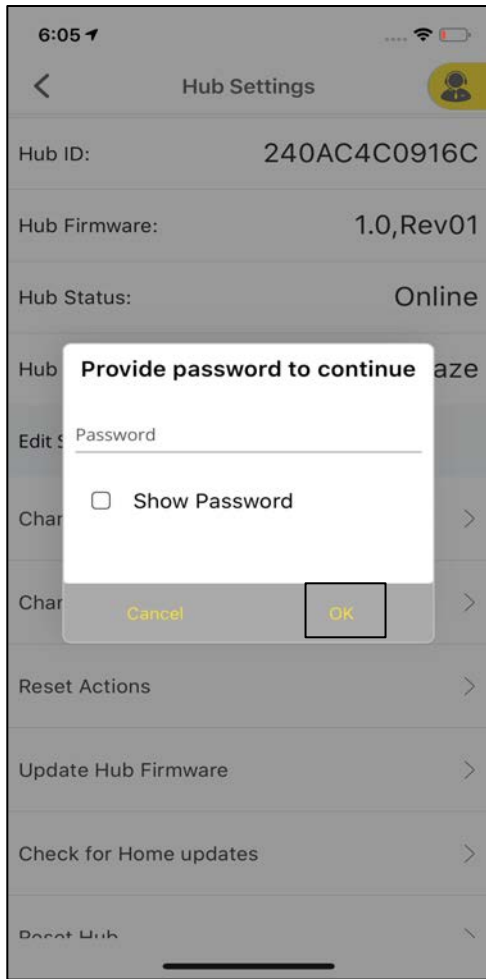 6:05
Hub Settings
Hub ID: 240AC4C0916C
Hub Firmware: 1.0,Rev01
Hub Status: Online
Hub aze
Provide password to continue
Edit S
Password
Show Password
Char
Char
Cancel OK
Reset Actions
Update Hub Firmware
Check for Home updates
Reset Hub